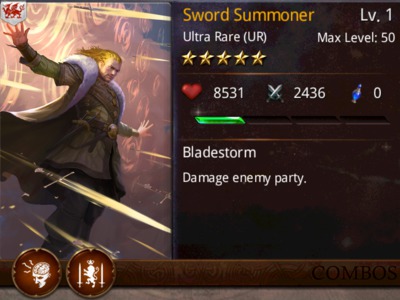 Sword Summoner Lv. 1
Ultra Rare (UR) Max Level: 50
8531 2436 0
Bladestorm
Damage enemy party.
COMBOS